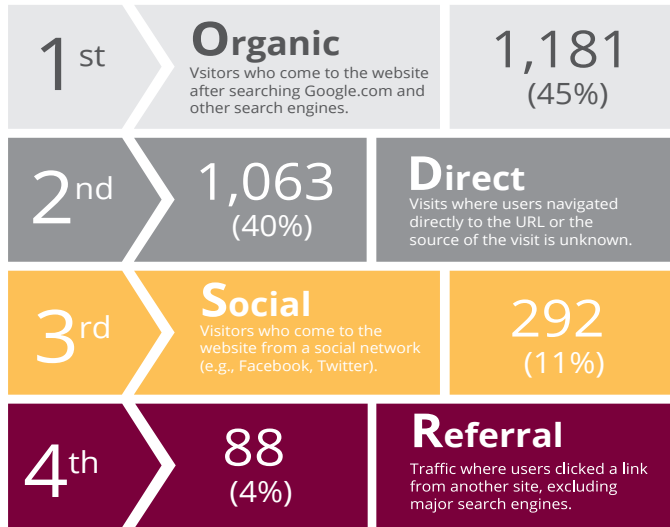 1st
Organic
Vsitors who come to the website
after searching Google.com and
other search engines.
1,181
(45%)
2nd
1,063
(40%)
Direct
Visits where users navigated
directly to the URL or the
source of the visit is unknown.
3rd
Social
Visitors who come to the
website from a social network
(e.g., Facebook, Twitter).
292
(11%)
4th
88
(4%)
Referral
Traffic where users clicked a link
from another site, excluding
major search engines.